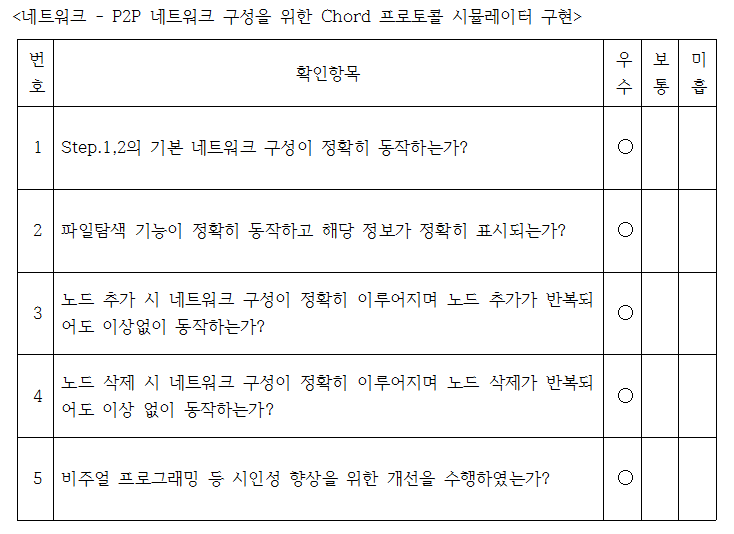 <네트워크 - P2P 네트워크 구성을 위한 Chord 프로토콜 시뮬레이터 구현>
번호 확인항목 우수 보통 미흡
1 Step.1,2의 기본 네트워크 구성이 정확히 동작하는가? ○
2 파일탐색 기능이 정확히 동작하고 해당 정보가 정확히 표시되는가? ○
3 노드 추가 시 네트워크 구성이 정확히 이루어지며 노드 추가가 반복되
어도 이상없이 동작하는가? ○
4 노드 삭제 시 네트워크 구성이 정확히 이루어지며 노드 삭제가 반복되
어도 이상 없이 동작하는가? ○
5 비주얼 프로그래밍 등 시인성 향상을 위한 개선을 수행하였는가? ○